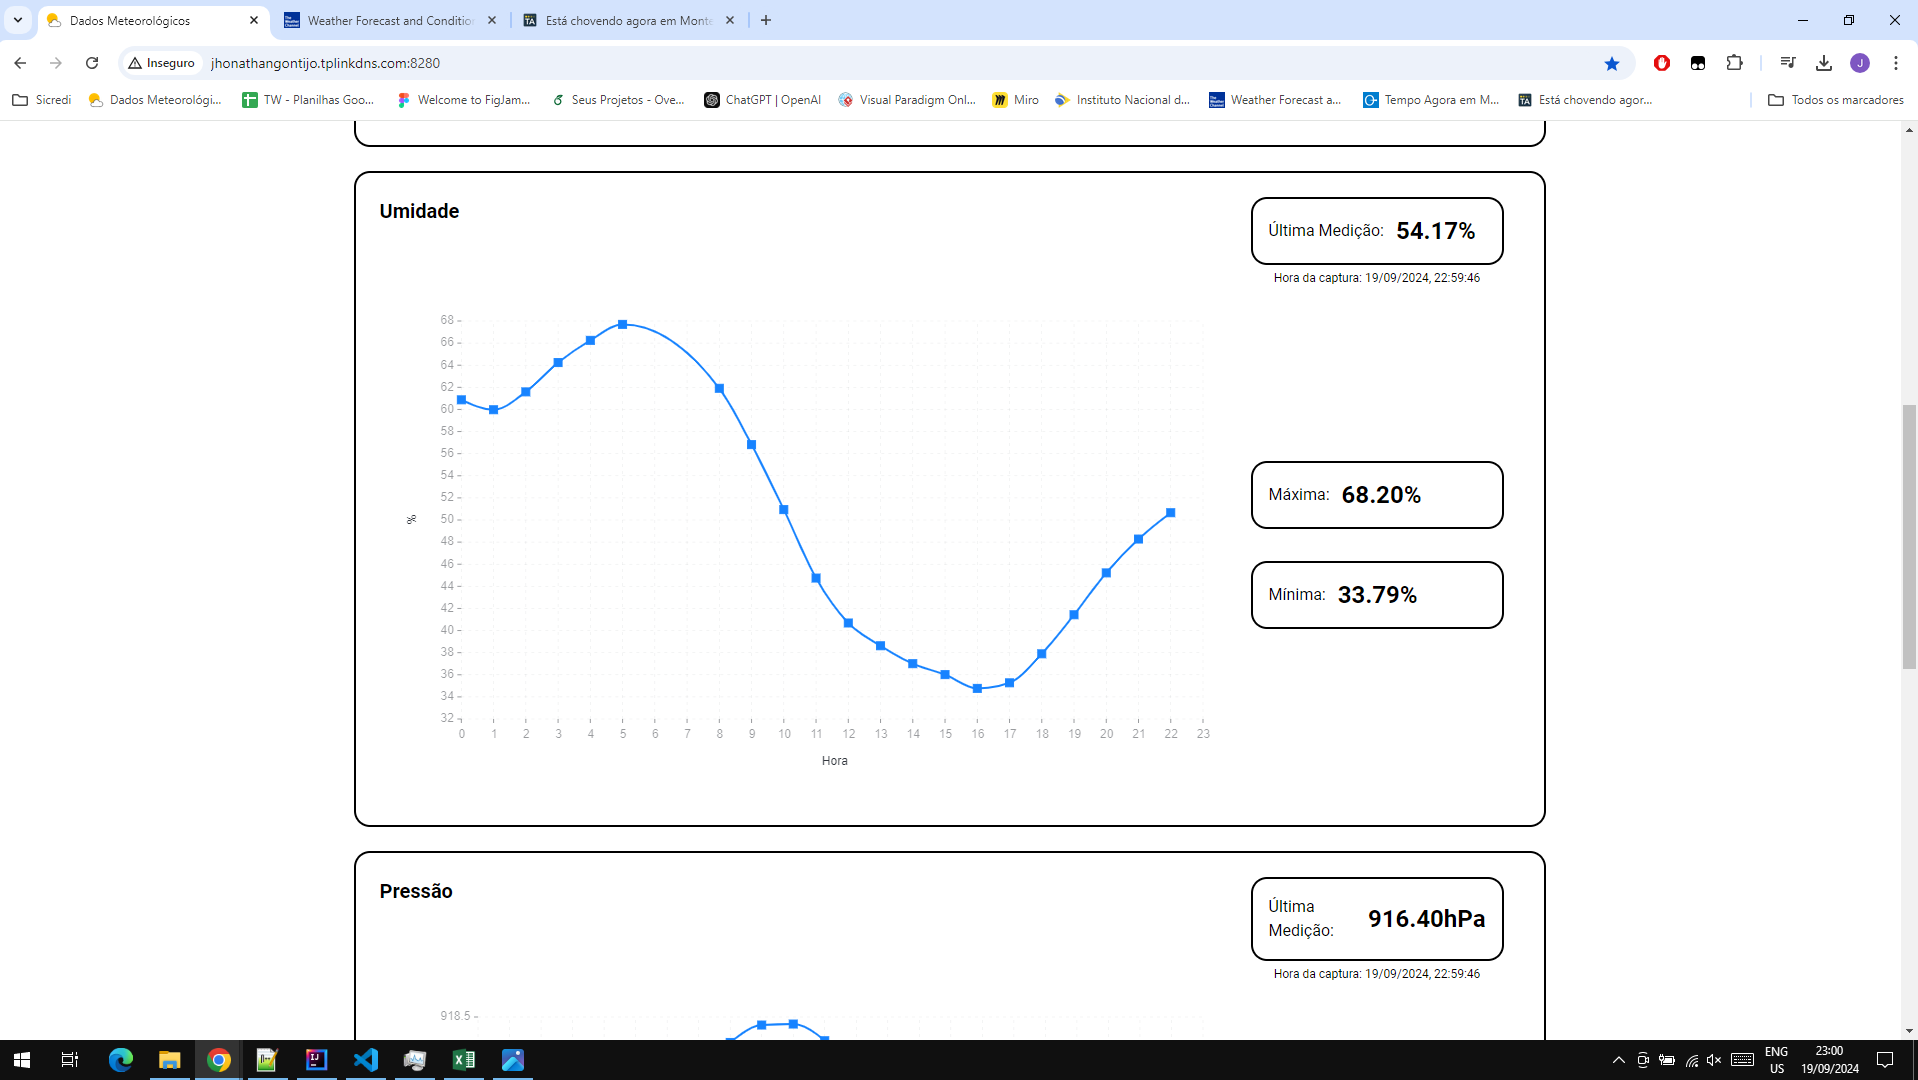 Dados Meteorológicos
Weather Forecast and Conditio
Está chovendo agora em Monte
Inseguro
jhonathangontijo.tplinkdns.com:8280
J
Sicredi
Dados Meteorológi...
TW - Planilhas Goo...
Welcome to FigJam...
Seus Projetos - Ove...
ChatGPT | OpenAI
Visual Paradigm Onl...
Miro
Instituto Nacional d...
Weather Forecast a...
Tempo Agora em M...
Está chovendo agor...
Todos os marcadores
Umidade
Última Medição: 54.17%
Hora da captura: 19/09/2024, 22:59:46
68
66
64
62
60
58
56
54
52
50
48
46
44
42
40
38
36
34
32
%
0 1 2 3 4 5 6 7 8 9 10 11 12 13 14 15 16 17 18 19 20 21 22 23
Hora
Máxima: 68.20%
Mínima: 33.79%
Pressão
Última
Medição:
916.40hPa
Hora da captura: 19/09/2024, 22:59:46
918.5
ENG
US
23:00
19/09/2024